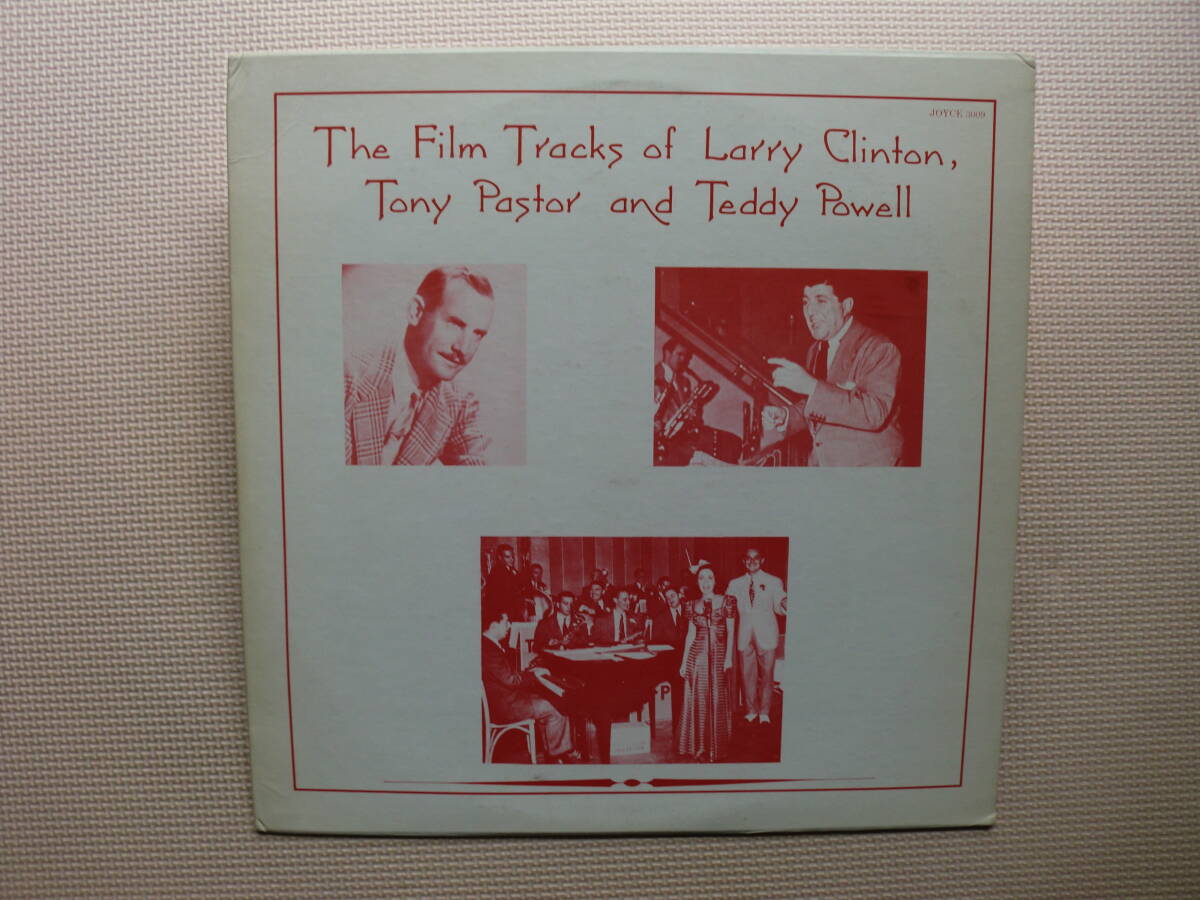 JOYCE 3009
The Film Tracks of Larry Clinton,
Tony Pastor and Teddy Powell
P